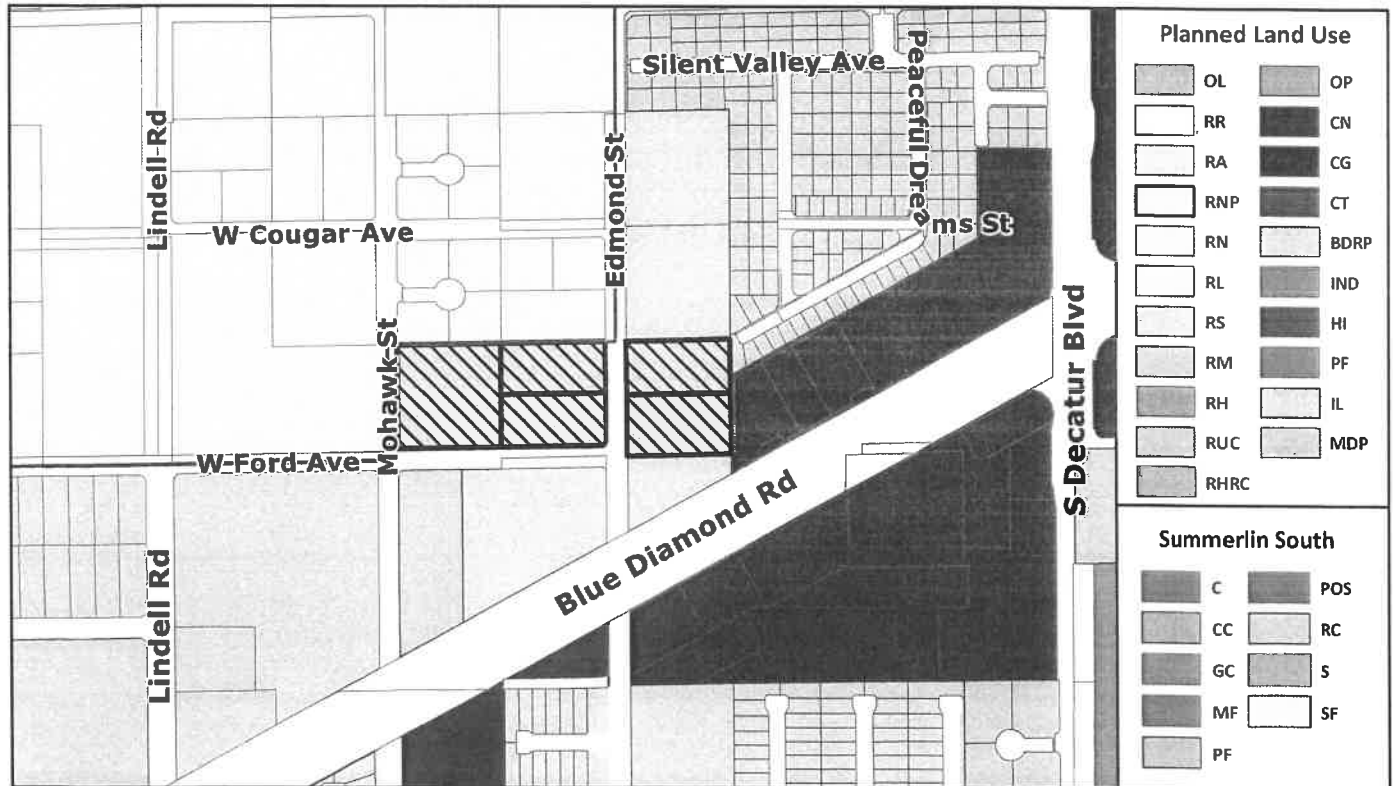 Silent Valley Ave
Peaceful Dreams St
Lindell Rd
Edmond St
W Cougar Ave
Mohawk St
S Decatur Blvd
W Ford Ave
Blue Diamond Rd
Lindell Rd
Planned Land Use
OL
OP
RR
CN
RA
CG
RNP
CT
RN
BDRP
RL
IND
RS
HI
RM
PF
RH
IL
RUC
MDP
RHRC
Summerlin South
C
POS
CC
RC
GC
S
MF
SF
PF